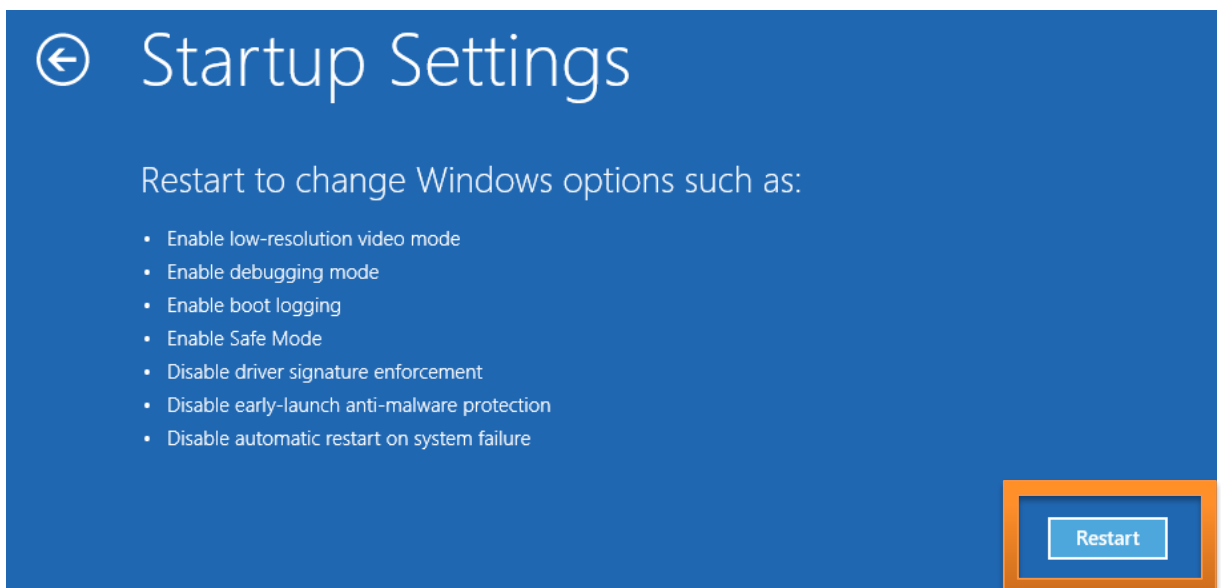 Startup Settings
Restart to change Windows options such as:
• Enable low-resolution video mode
• Enable debugging mode
• Enable boot logging
• Enable Safe Mode
• Disable driver signature enforcement
• Disable early-launch anti-malware protection
• Disable automatic restart on system failure
Restart